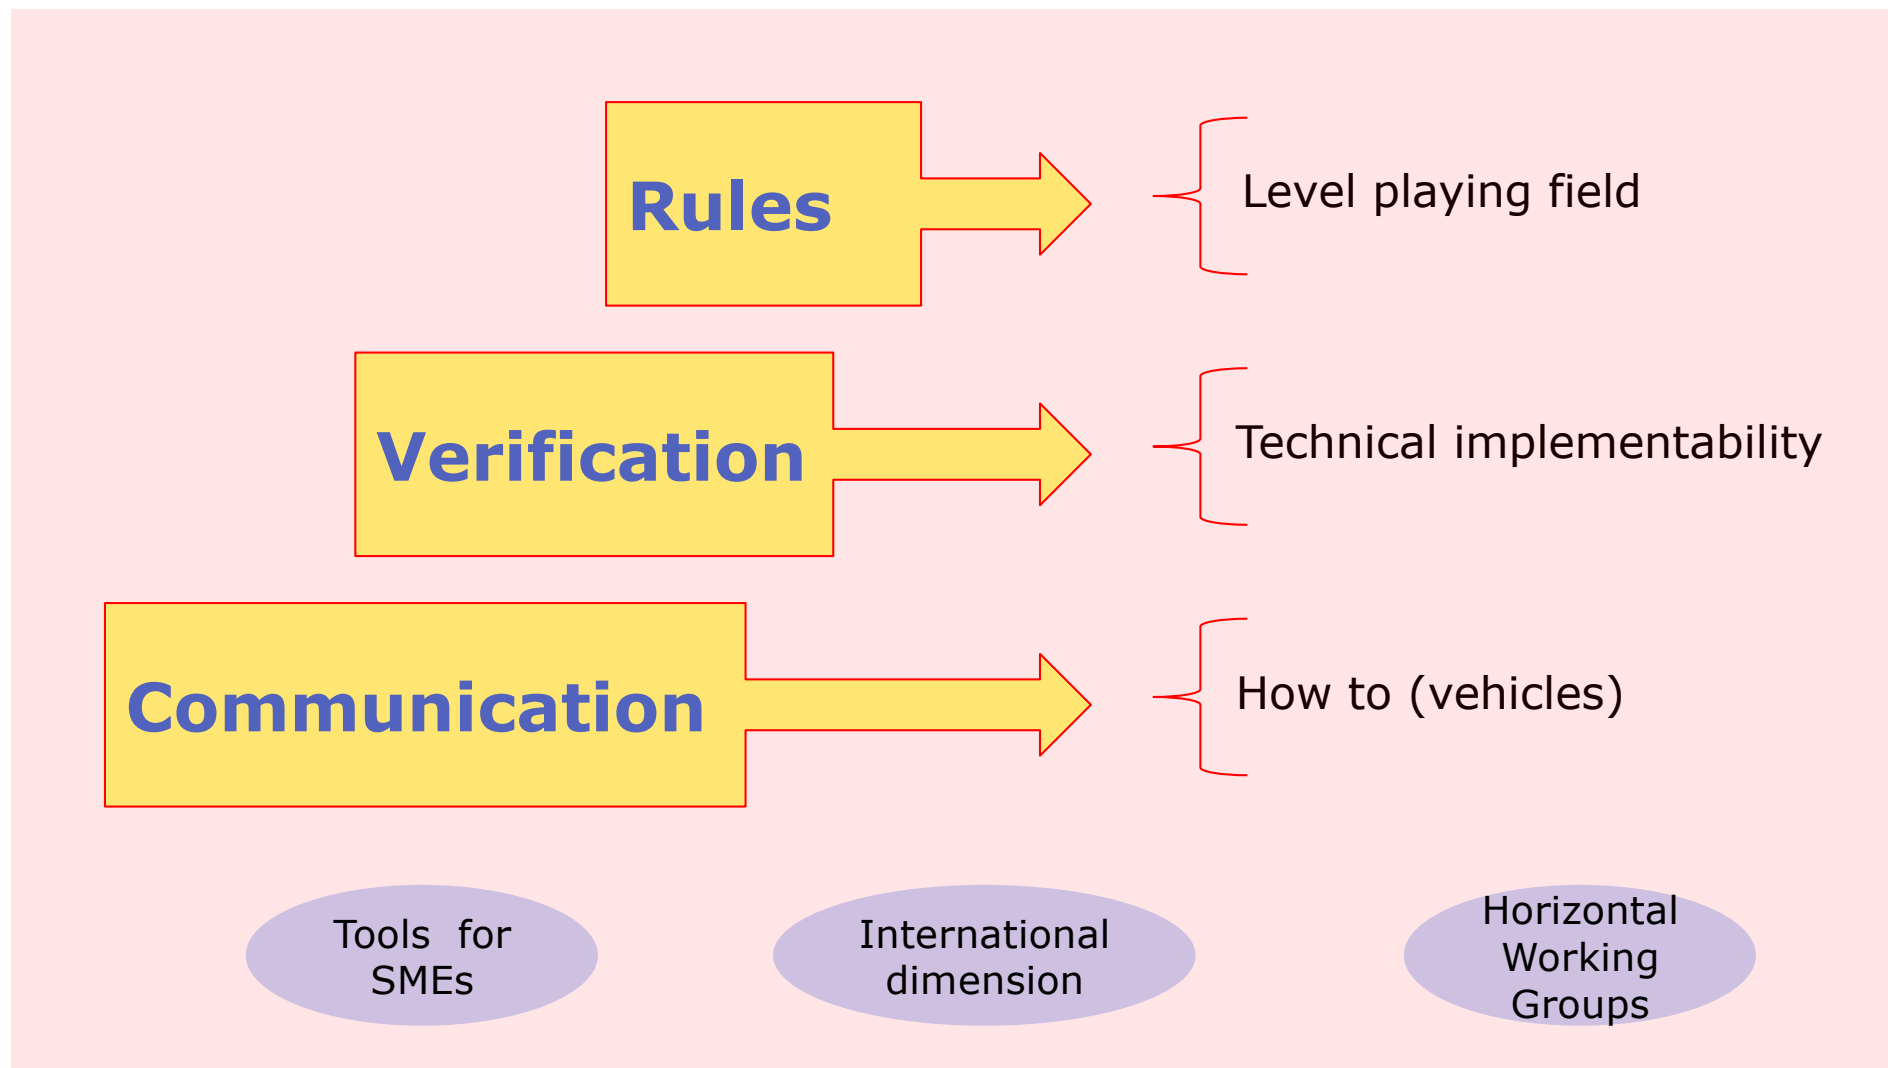 Rules
Level playing field
Verification
Technical implementability
Communication
How to (vehicles)
Tools for
SMEs
International
dimension
Horizontal
Working
Groups